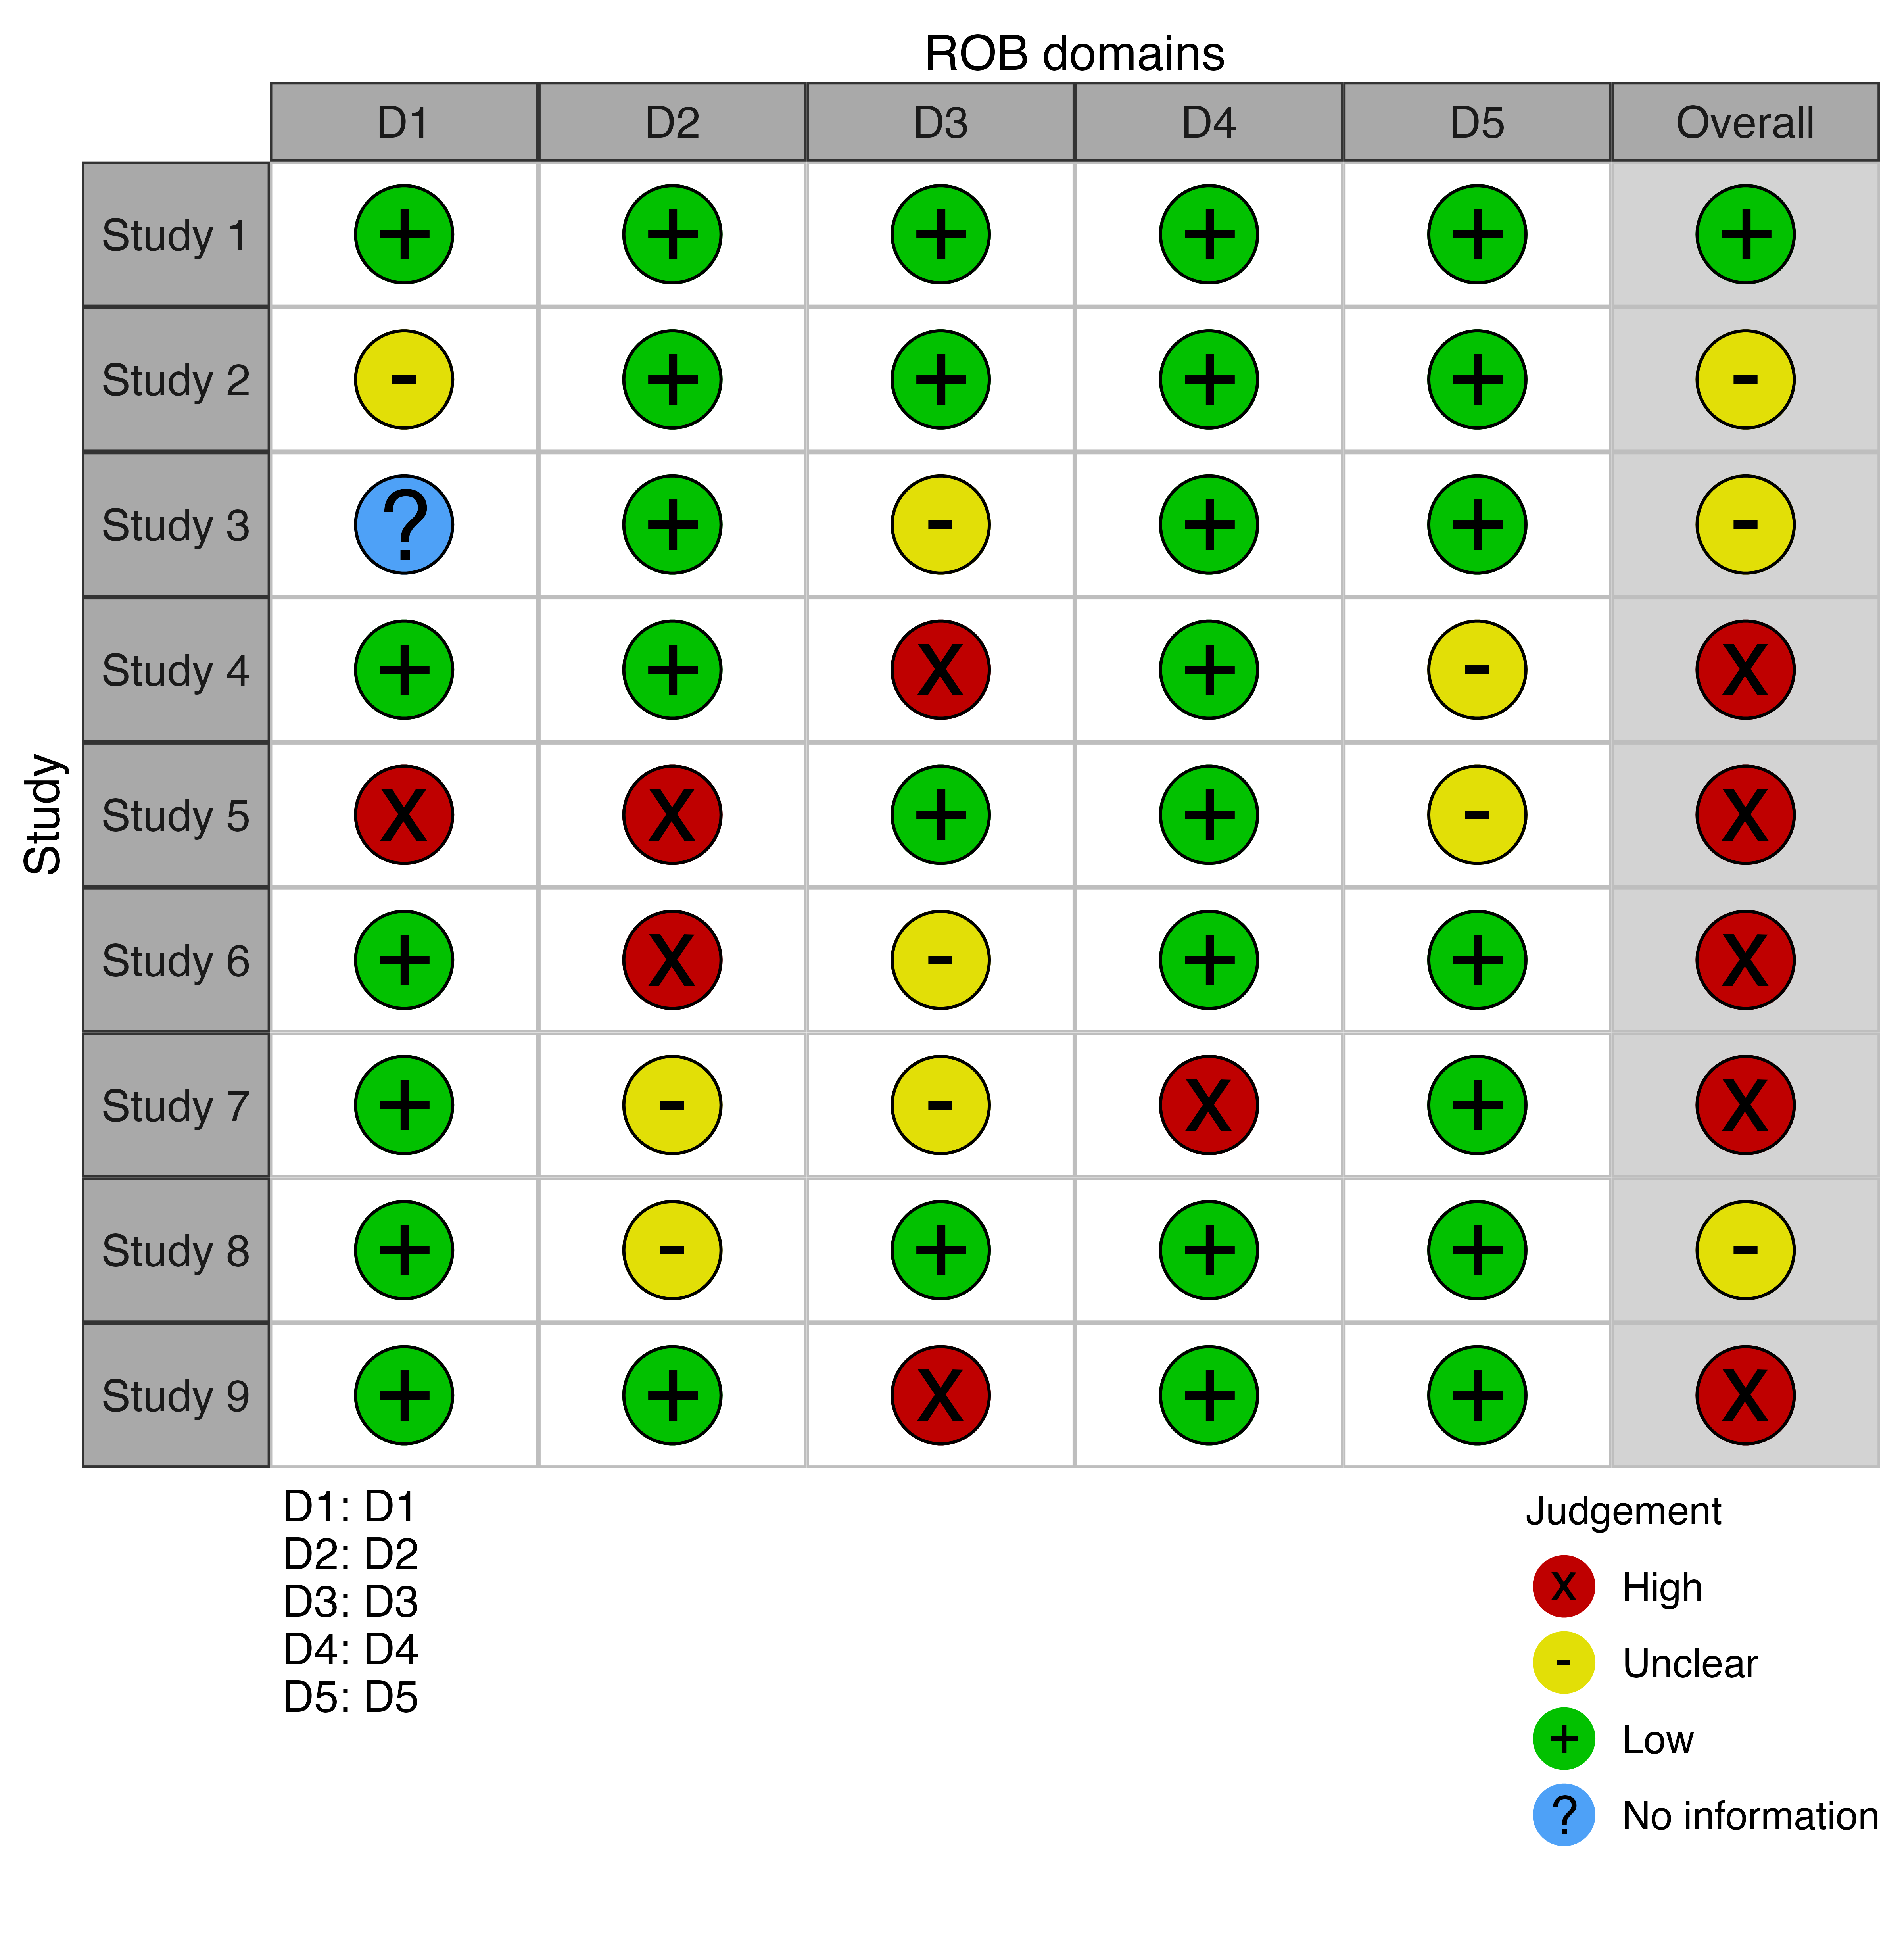 ROB domains
D1 D2 D3 D4 D5 Overall
Study
Study 1 + + + + + +
Study 2 - + + + + -
Study 3 ? + - + + -
Study 4 + + X + - X
Study 5 X X + + - X
Study 6 + X - + + X
Study 7 + - - X + X
Study 8 + - + + + -
Study 9 + + X + + X
D1: D1
D2: D2
D3: D3
D4: D4
D5: D5
Judgement
X High
- Unclear
+ Low
? No information